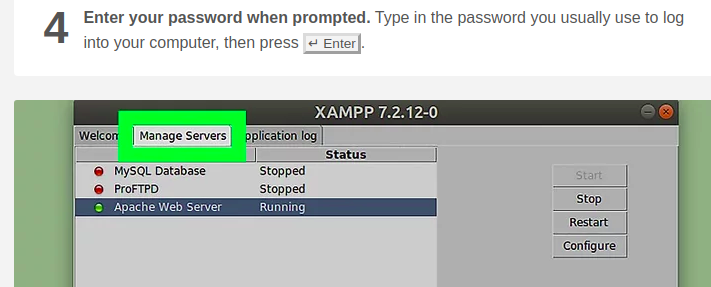 4 Enter your password when prompted. Type in the password you usually use to log
into your computer, then press ↵ Enter.
XAMPP 7.2.12-0
Welcom Manage Servers pplication log
Status
MySQL Database Stopped
ProFTPD Stopped
Apache Web Server Running
Start
Stop
Restart
Configure